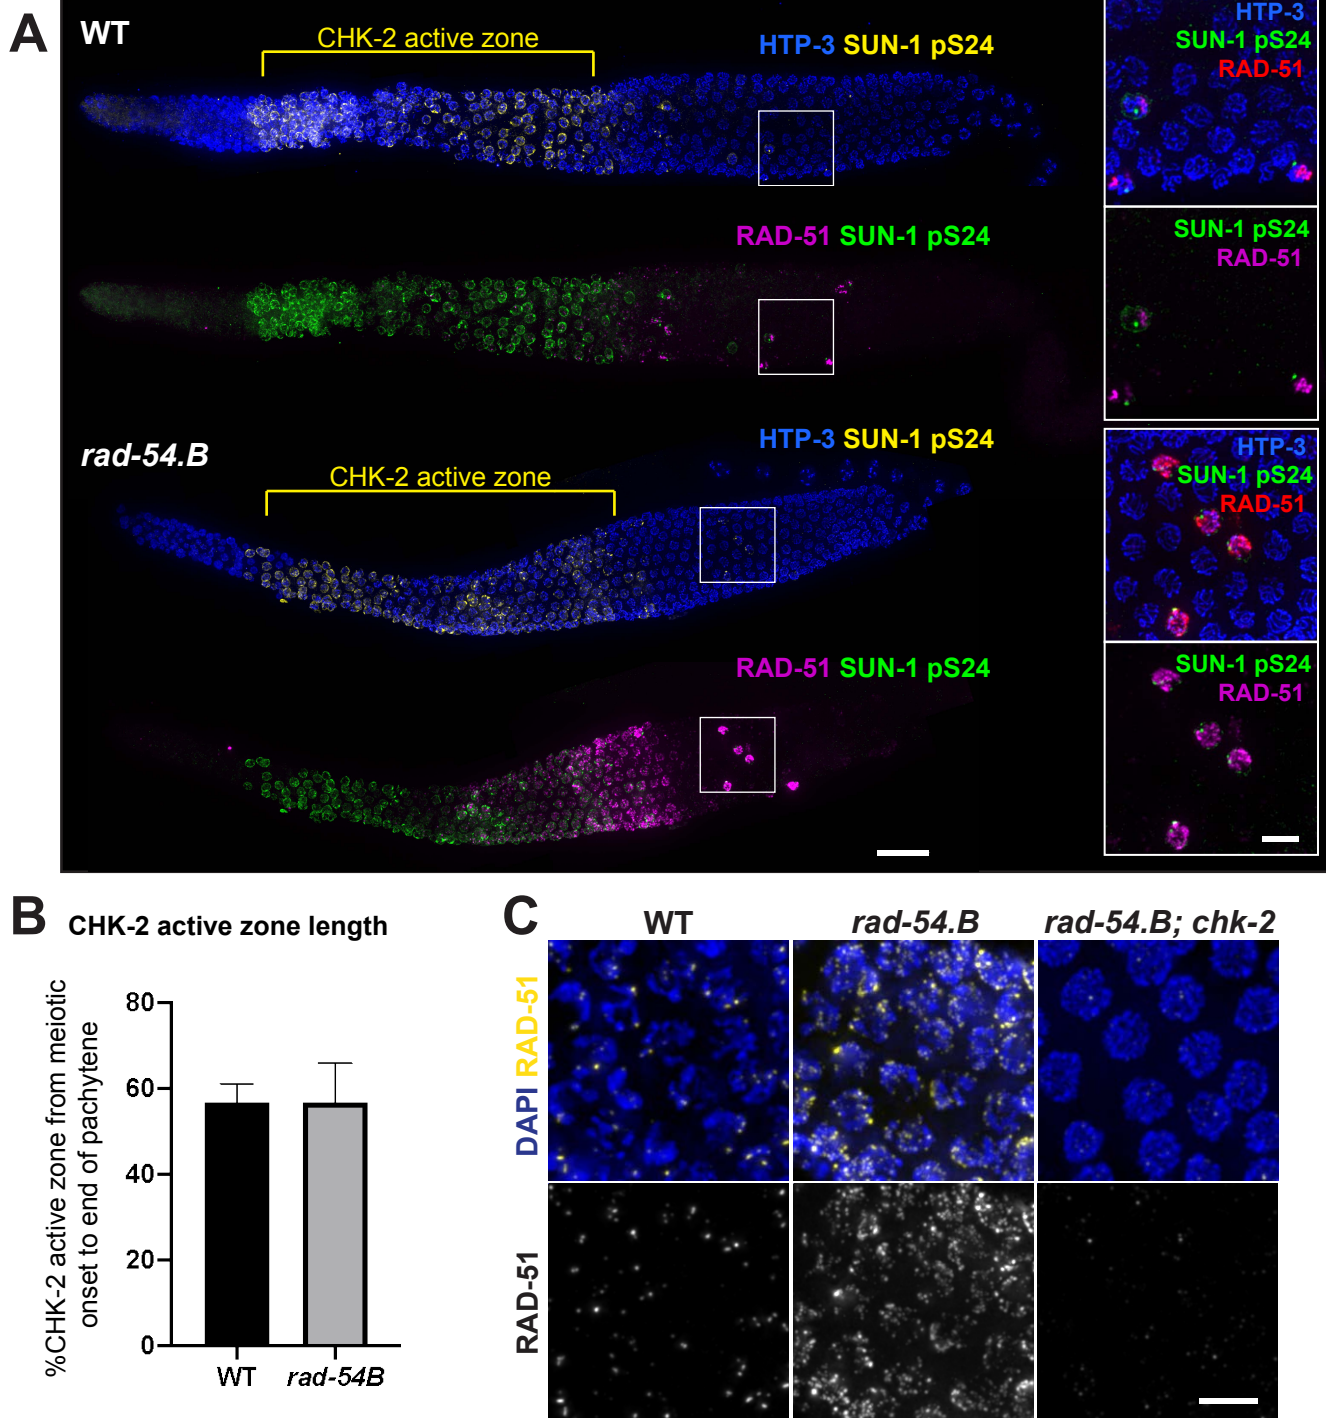 A
WT
CHK-2 active zone
HTP-3 SUN-1 pS24
HTP-3
SUN-1 pS24
RAD-51
RAD-51 SUN-1 pS24
SUN-1 pS24
RAD-51
rad-54.B
CHK-2 active zone
HTP-3 SUN-1 pS24
HTP-3
SUN-1 pS24
RAD-51
RAD-51 SUN-1 pS24
SUN-1 pS24
RAD-51
B
CHK-2 active zone length
%CHK-2 active zone from meiotic
onset to end of pachytene
80
60
40
20
0
WT
rad-54B
C
WT
rad-54.B
rad-54.B; chk-2
DAPI RAD-51
RAD-51